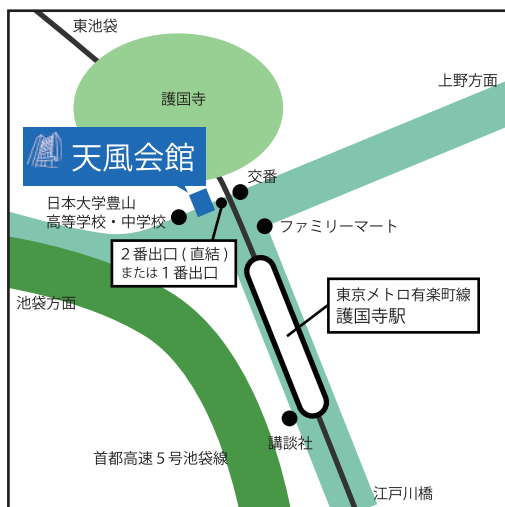 東池袋
上野方面
護国寺
天風会館
交番
日本大学豊山
高等学校・中学校
ファミリーマート
2番出口(直結)
または1番出口
池袋方面
東京メトロ有楽町線
護国寺駅
講談社
首都高速5号池袋線
江戸川橋